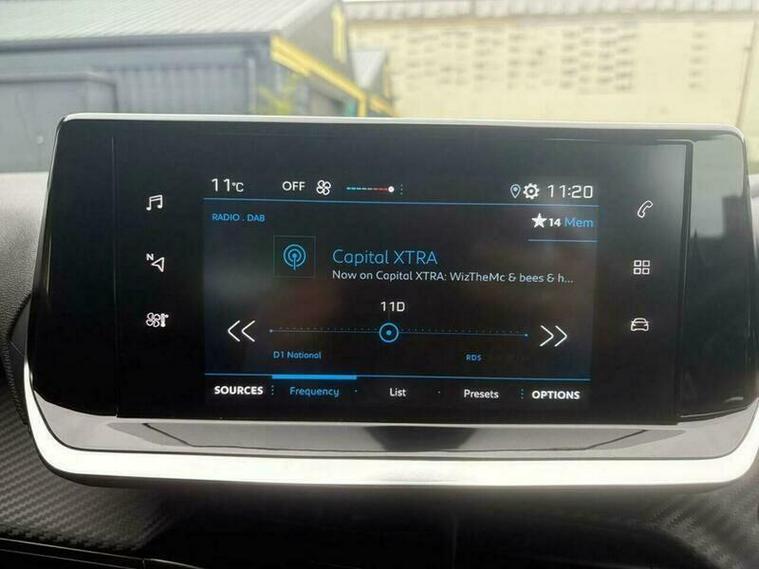 11°C OFF 11:20
RADIO . DAB
14 Mem
Capital XTRA
Now on Capital XTRA: WizTheMc & bees & h...
N
11D
D1 National RDS
SOURCES Frequency List Presets OPTIONS